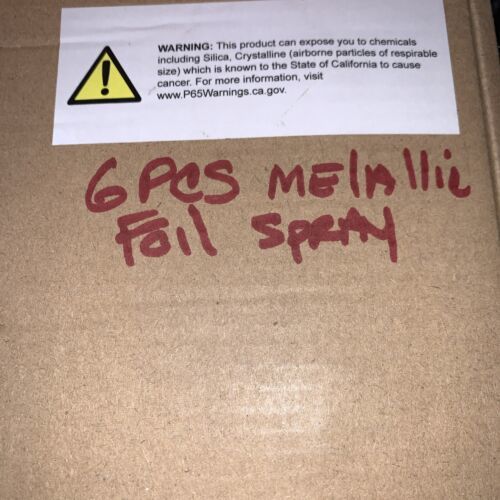 WARNING: This product can expose you to chemicals
including Silica, Crystalline (airborne particles of respirable
size) which is known to the State of California to cause
cancer. For more information, visit
www.P65Warnings.ca.gov.
6 PCS METAllic
Foil SPRAY